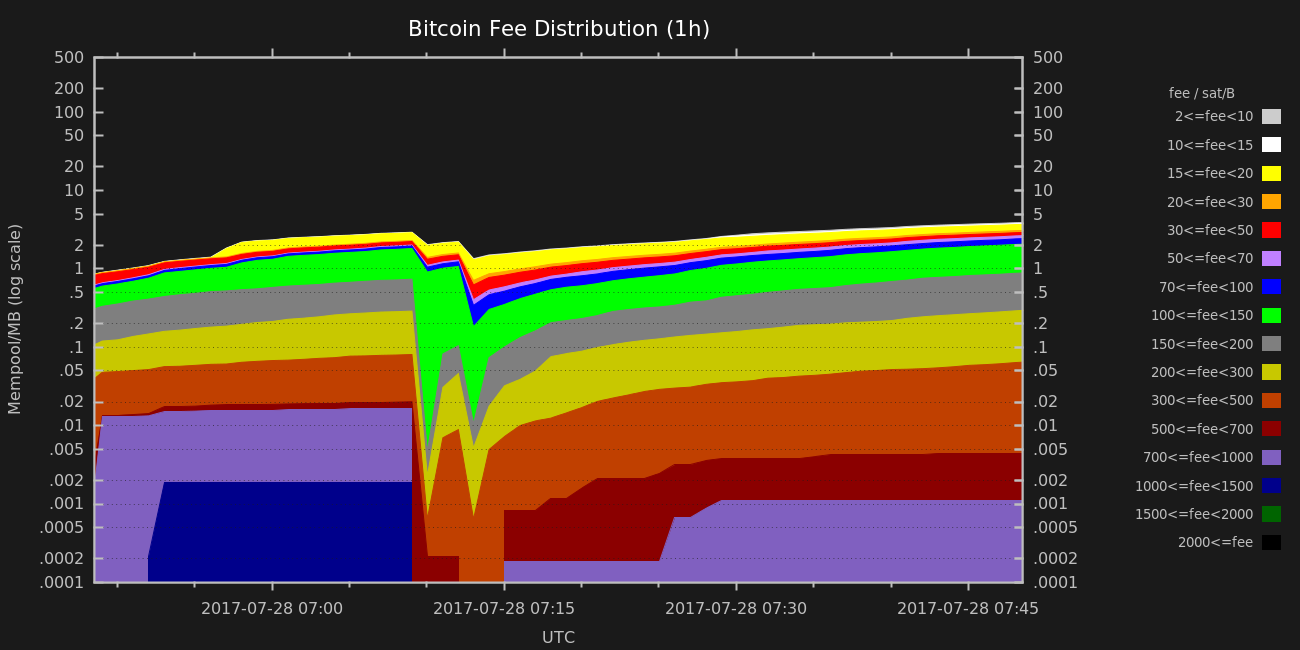 Bitcoin Fee Distribution (1h)
500 500
200 200
100 100
50 50
20 20
10 10
5 5
2 2
1 1
.5 .5
.2 .2
.1 .1
.05 .05
.02 .02
.01 .01
.005 .005
.002 .002
.001 .001
.0005 .0005
.0002 .0002
.0001 .0001
Mempool/MB (log scale)
2017-07-28 07:00 2017-07-28 07:15 2017-07-28 07:30 2017-07-28 07:45
UTC
fee / sat/B
2<=fee<10
10<=fee<15
15<=fee<20
20<=fee<30
30<=fee<50
50<=fee<70
70<=fee<100
100<=fee<150
150<=fee<200
200<=fee<300
300<=fee<500
500<=fee<700
700<=fee<1000
1000<=fee<1500
1500<=fee<2000
2000<=fee